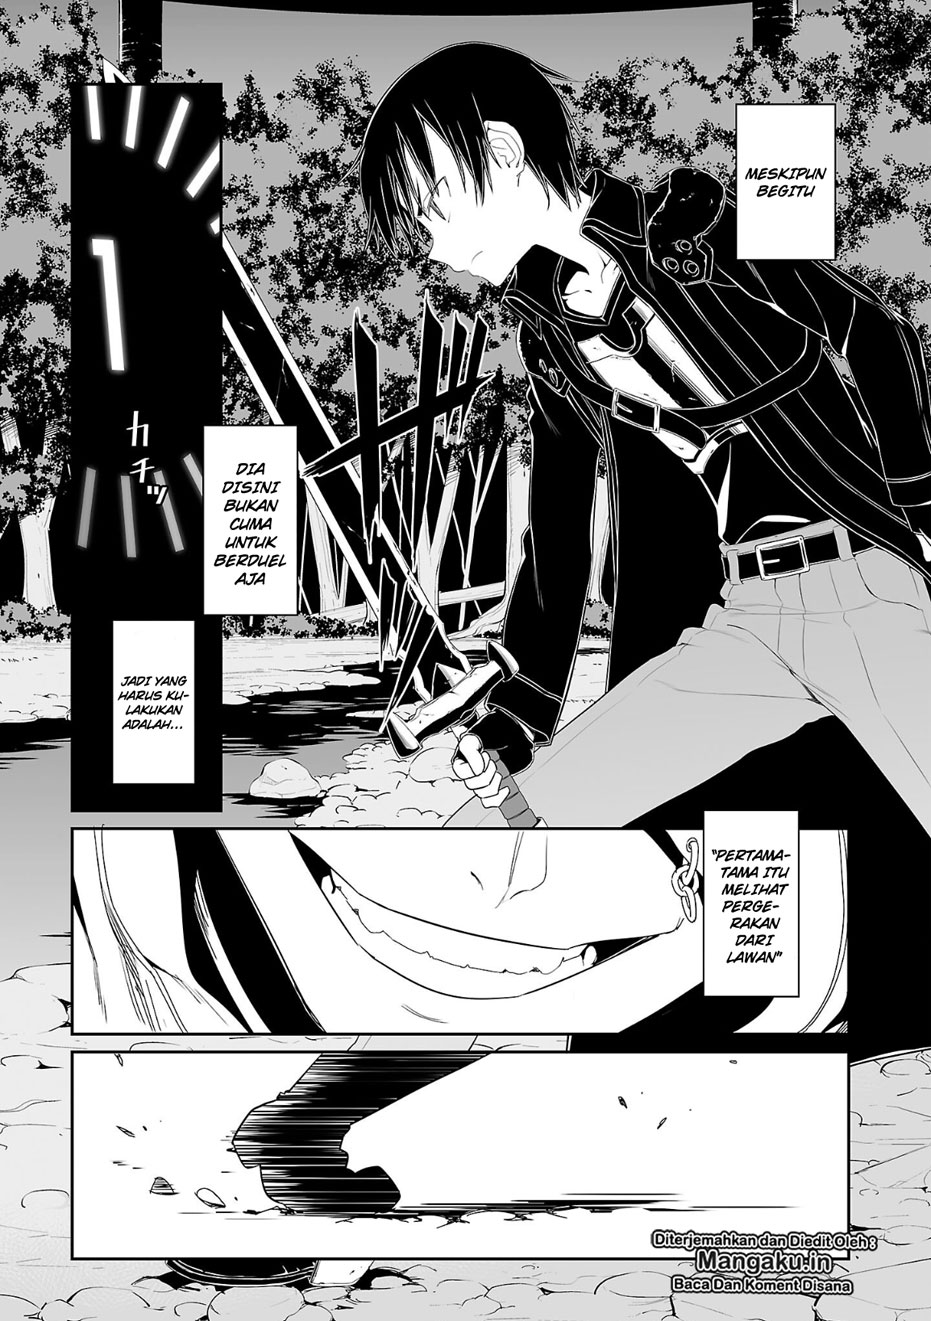 MESKIPUN
BEGITU
1
カチッ
DIA
DISINI
BUKAN
CUMA
UNTUK
BERDUEL
AJA
JADI YANG
HARUS KU-
LAKUKAN
ADALAH...
"PERTAMA-
TAMA ITU
MELIHAT
PERGE-
RAKAN
DARI
LAWAN"
Diterjemahkan dan Diedit Oleh:
Mangaku.in
Baca Dan Koment Disana